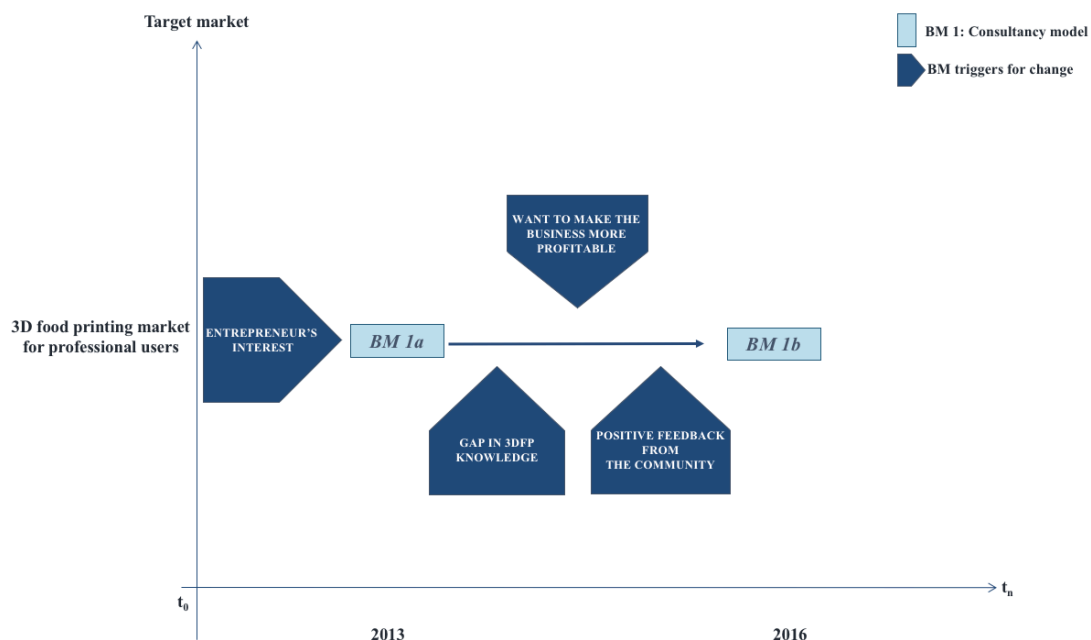 Target market
BM 1: Consultancy model
BM triggers for change
WANT TO MAKE THE
BUSINESS MORE
PROFITABLE
3D food printing market
for professional users
ENTREPRENEUR'S
INTEREST
BM 1a
BM 1b
GAP IN 3DFP
KNOWLEDGE
POSITIVE FEEDBACK
FROM
THE COMMUNITY
t0
tn
2013
2016